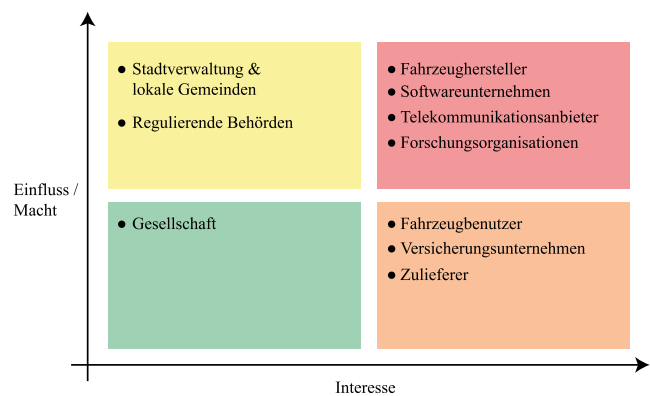 Stadtverwaltung &
lokale Gemeinden
Regulierende Behörden
Fahrzeughersteller
Softwareunternehmen
Telekommunikationsanbieter
Forschungsorganisationen
Einfluss /
Macht
Gesellschaft
Fahrzeugbenutzer
Versicherungsunternehmen
Zulieferer
Interesse